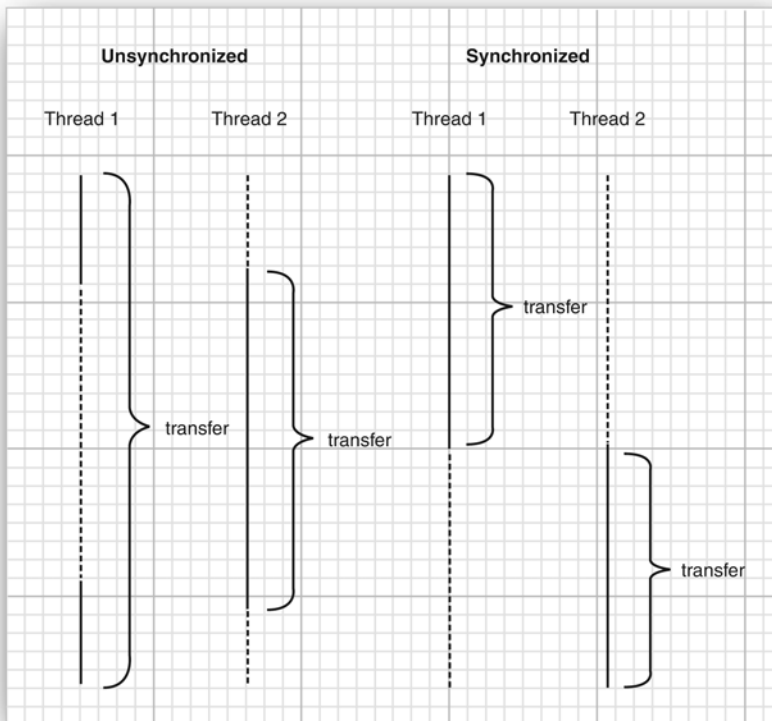 Unsynchronized Synchronized
Thread 1 Thread 2 Thread 1 Thread 2
transfer
transfer
transfer
transfer